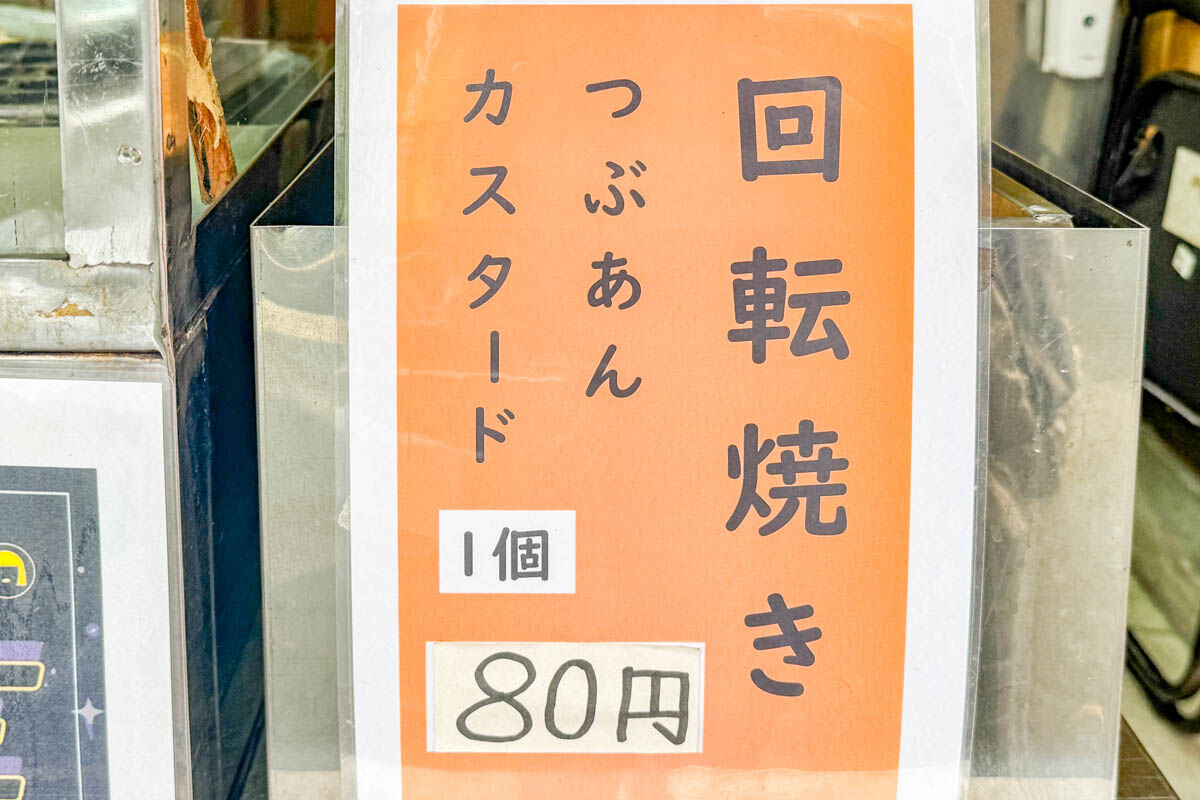 回転焼き
つぶあん
カスタード
1個
80円